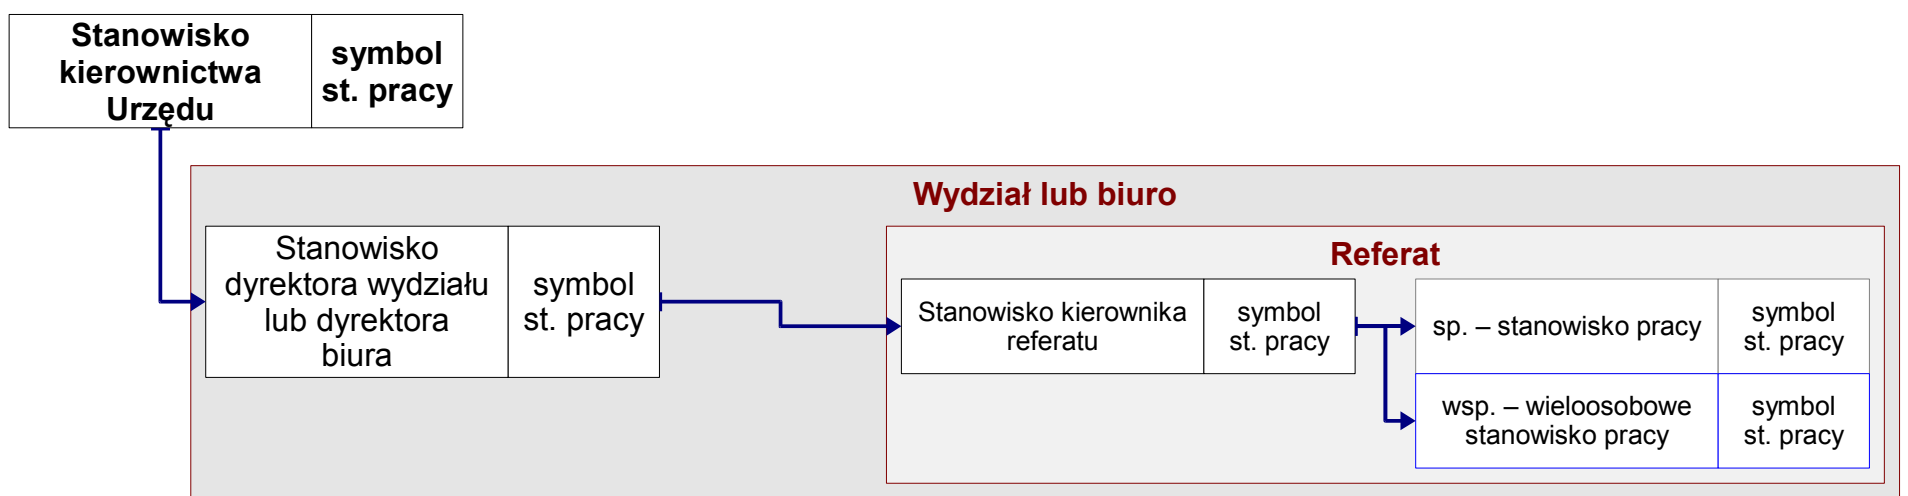 Stanowisko
kierownictwa
Urzędu
symbol
st. pracy
Wydział lub biuro
Stanowisko
dyrektora wydziału
lub dyrektora
biura
symbol
st. pracy
Referat
Stanowisko kierownika
referatu
symbol
st. pracy
sp. – stanowisko pracy
symbol
st. pracy
wsp. – wieloosobowe
stanowisko pracy
symbol
st. pracy